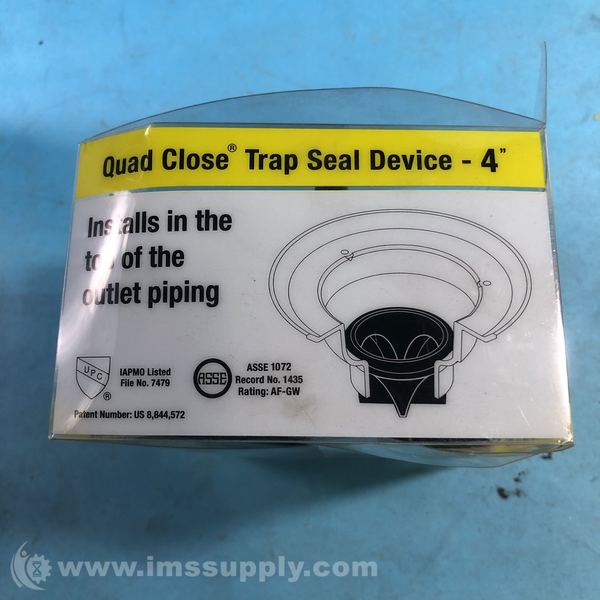 Quad Close® Trap Seal Device - 4"
Installs in the
top of the
outlet piping
UPC
®
IAPMO Listed
File No. 7479
ASSE
ASSE 1072
Record No. 1435
Rating: AF-GW
Patent Number: US 8,844,572
www.imssupply.com